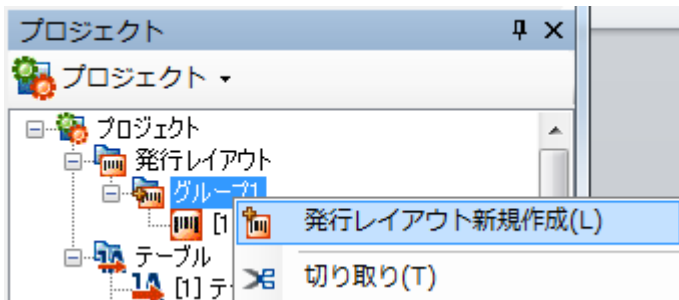 プロジェクト
プロジェクト
プロジェクト
発行レイアウト
グループ1
[1
発行レイアウト新規作成(L)
テーブル
切り取り(T)
[1] テ